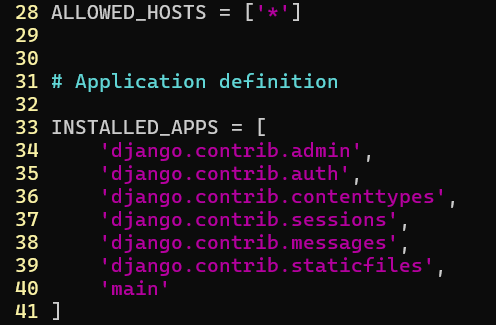 28 ALLOWED_HOSTS = ['*']
29
30
31 # Application definition
32
33 INSTALLED_APPS = [
34     'django.contrib.admin',
35     'django.contrib.auth',
36     'django.contrib.contenttypes',
37     'django.contrib.sessions',
38     'django.contrib.messages',
39     'django.contrib.staticfiles',
40     'main'
41 ]